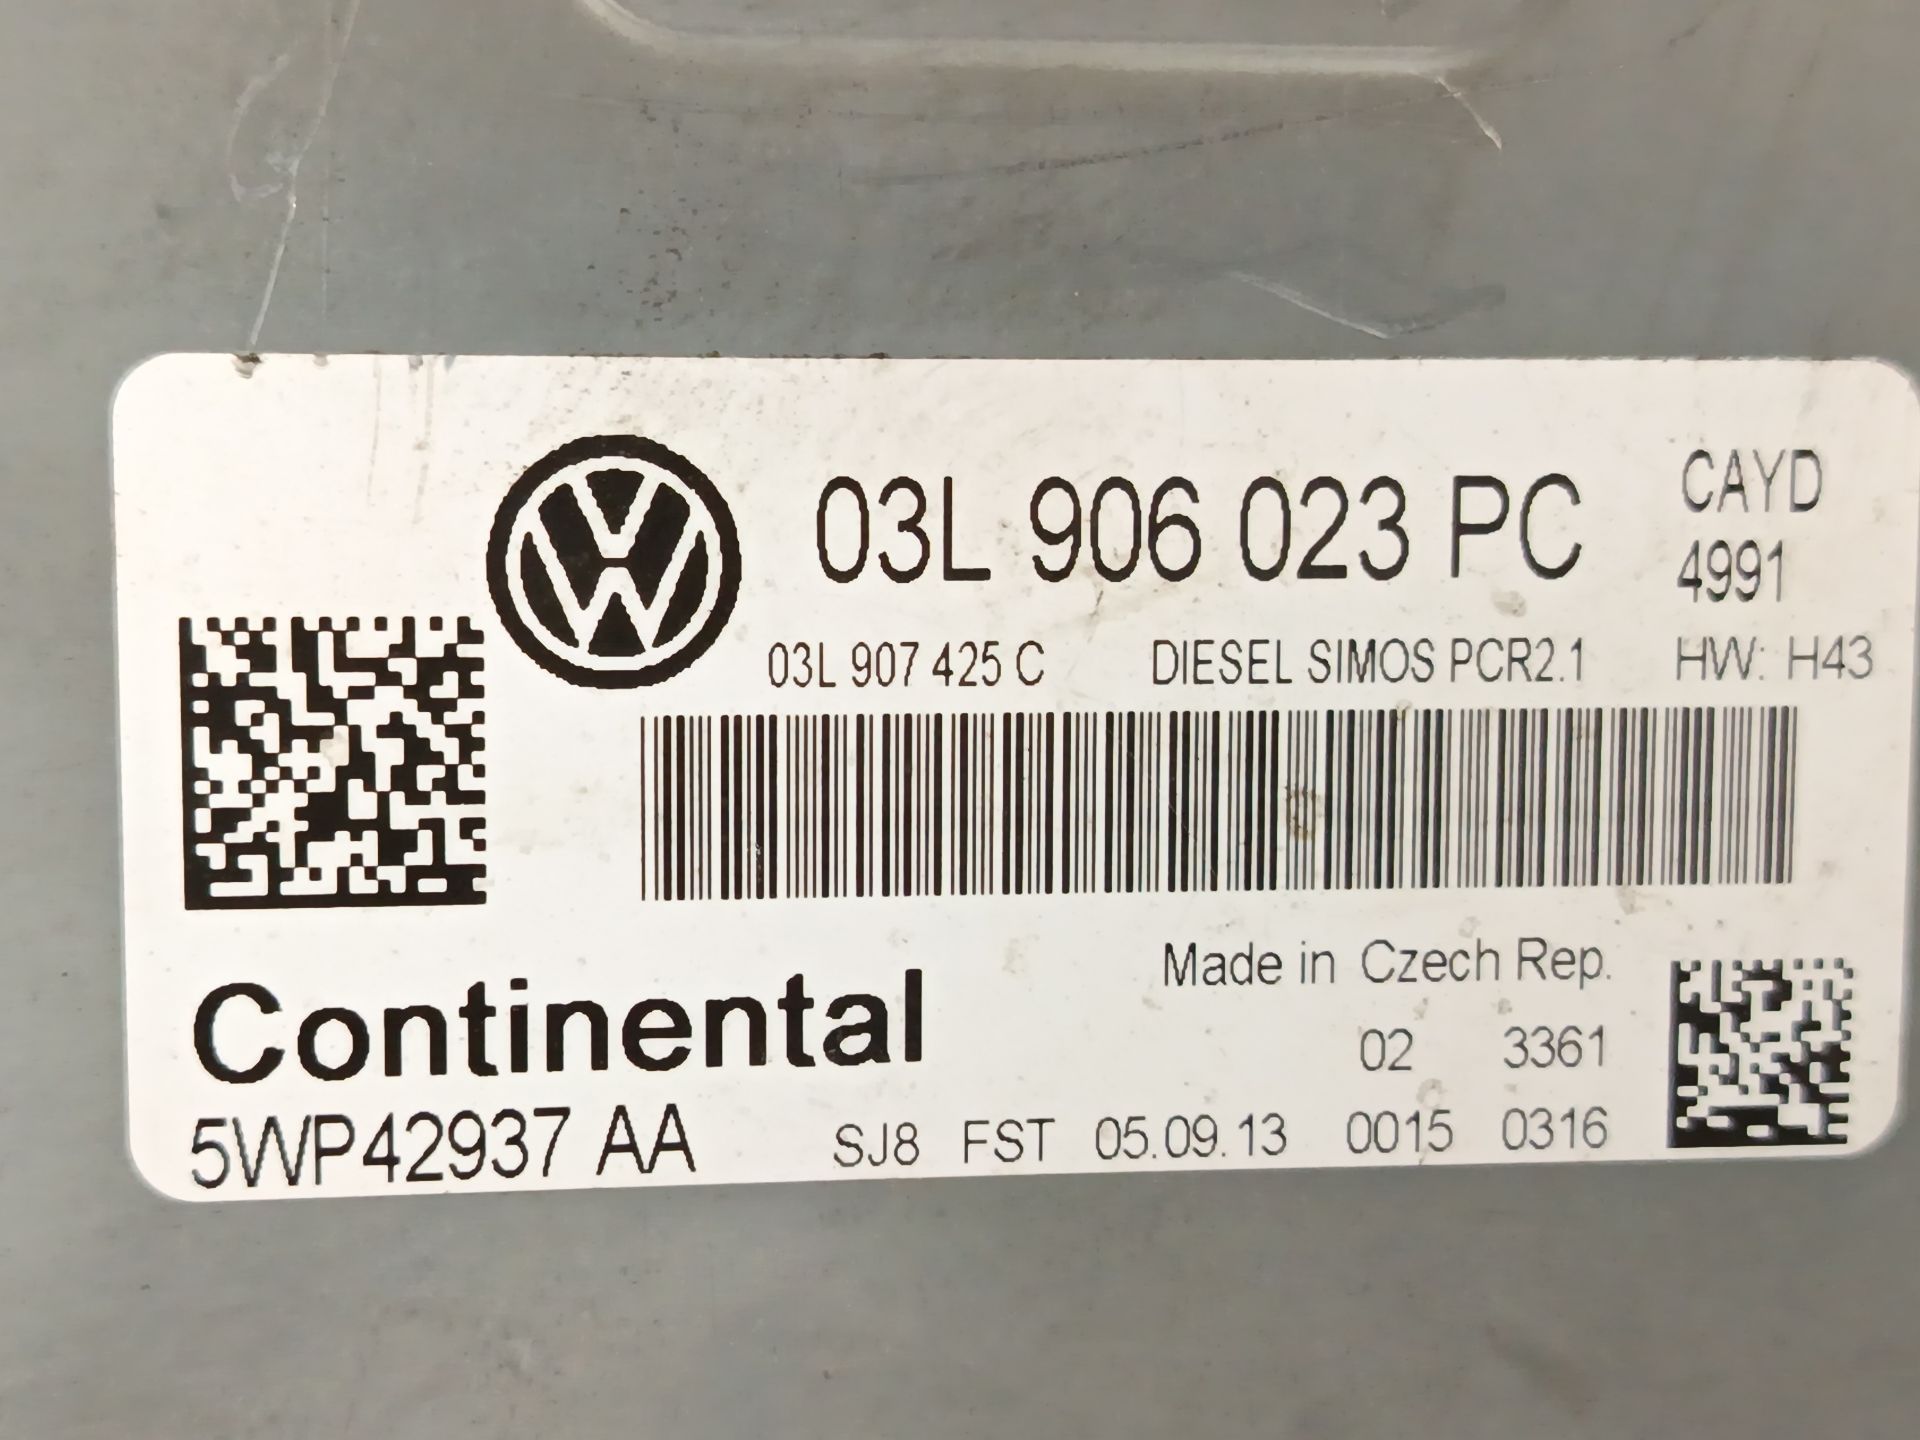 03L 906 023 PC
CAYD
4991
03L 907 425 C DIESEL SIMOS PCR2.1 HW: H43
Made in Czech Rep.
Continental
02 3361
5WP42937 AA SJ8 FST 05.09.13 0015 0316